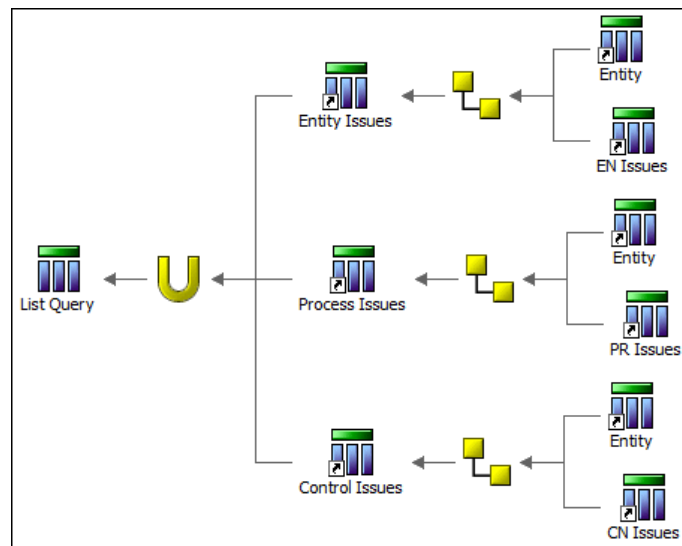 Entity
Entity Issues
EN Issues
Entity
List Query
Process Issues
PR Issues
Entity
Control Issues
CN Issues